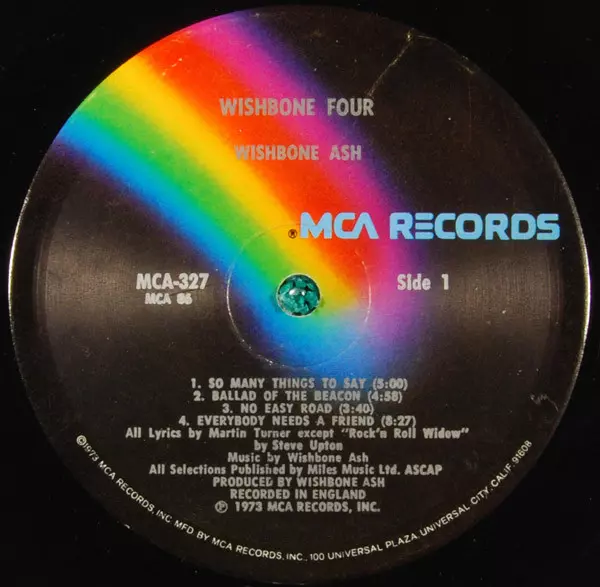 WISHBONE FOUR
WISHBONE ASH
® MCA RECORDS
MCA-327
MCA 86
Side 1
1. SO MANY THINGS TO SAY (5:00)
2. BALLAD OF THE BEACON (4:58)
3. NO EASY ROAD (3:40)
4. EVERYBODY NEEDS A FRIEND (8:27)
All Lyrics by Martin Turner except "Rock'n Roll Widow"
by Steve Upton
Music by Wishbone Ash
All Selections Published by Miles Music Ltd. ASCAP
PRODUCED BY WISHBONE ASH
RECORDED IN ENGLAND
℗ 1973 MCA RECORDS, INC.
©1973 MCA RECORDS, INC MFD BY MCA RECORDS, INC., 100 UNIVERSAL PLAZA, UNIVERSAL CITY, CALIF. 91608